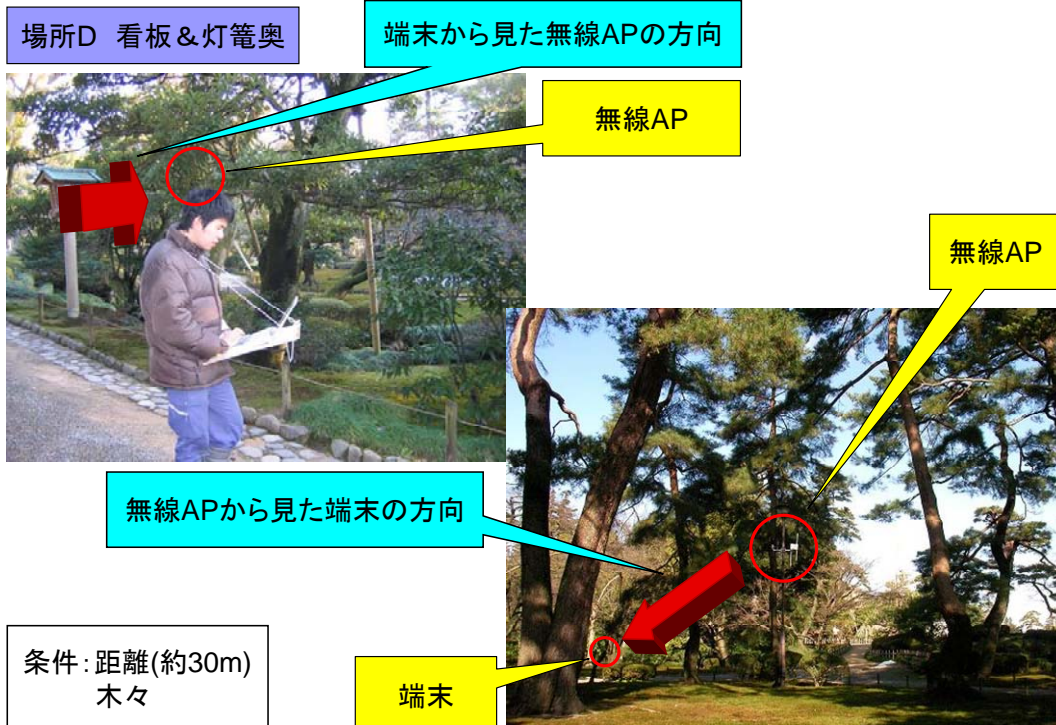 場所D 看板&灯篭奥
端末から見た無線APの方向
無線AP
無線AP
無線APから見た端末の方向
条件:距離(約30m)
木々
端末